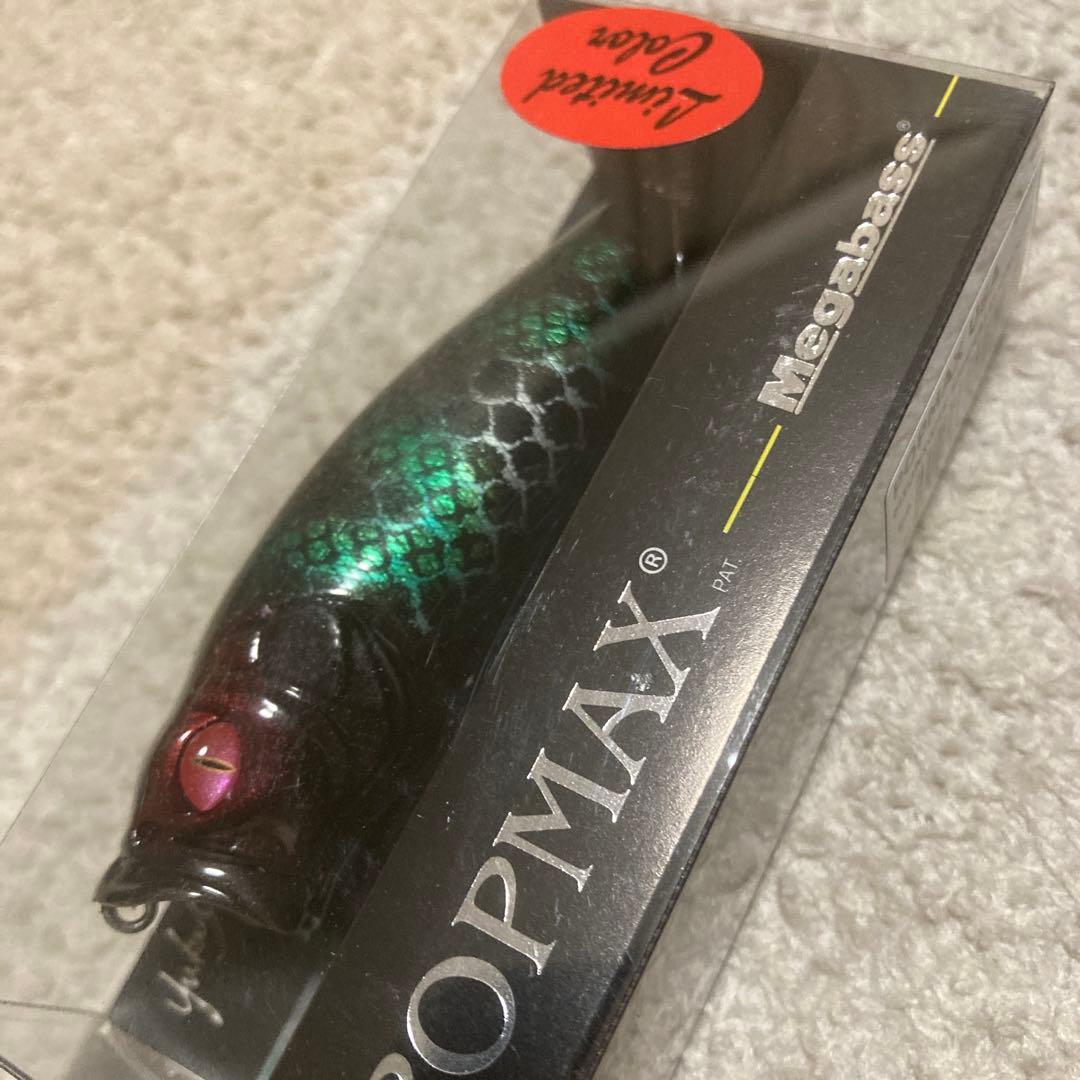 Limited
Color
Megabass®
POPMAX®
PAT